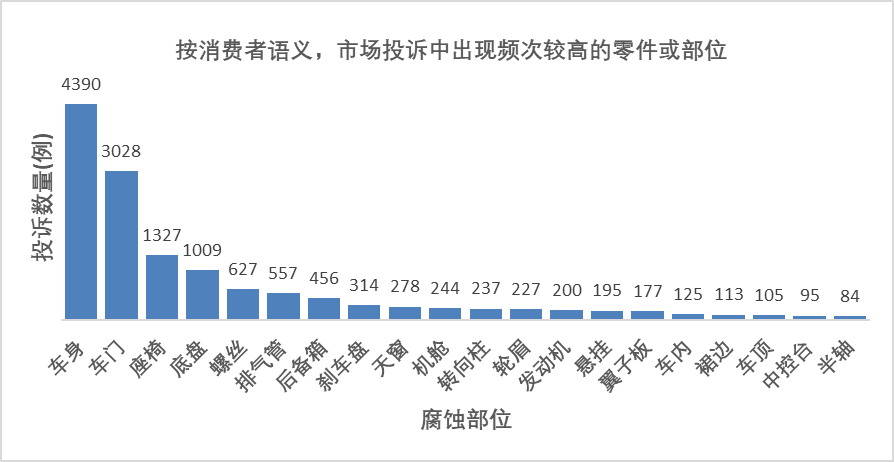 按消费者语义，市场投诉中出现频次较高的零件或部位
投诉数量(例)
4390
3028
1327
1009
627
557
456
314
278
244
237
227
200
195
177
125
113
105
95
84
车身
车门
座椅
底盘
螺丝
排气管
后备箱
刹车盘
天窗
机舱
转向柱
轮眉
发动机
悬挂
翼子板
车内
裙边
车顶
中控台
半轴
腐蚀部位